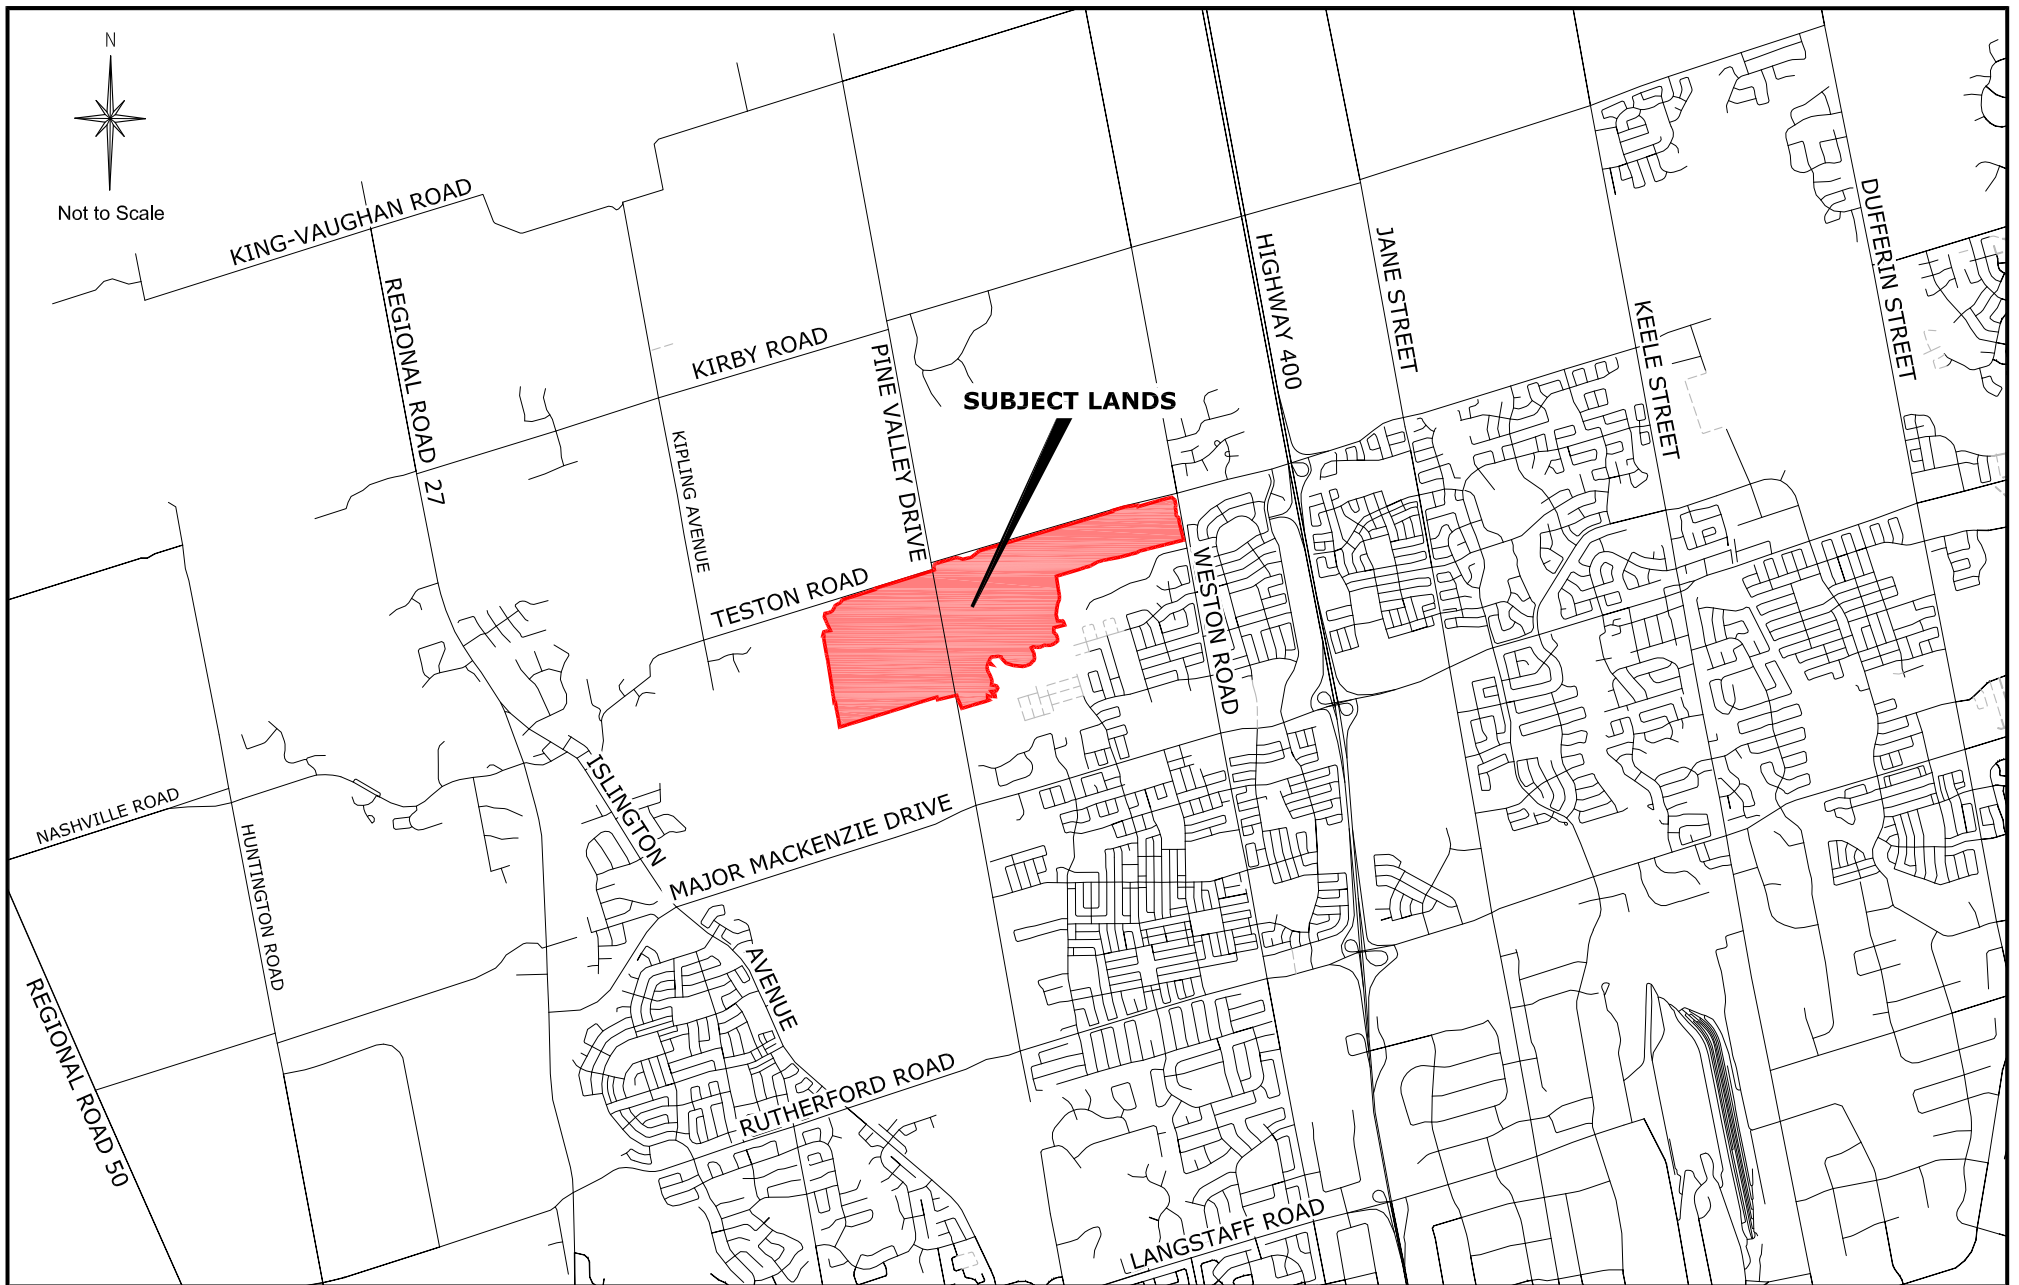 N
Not to Scale
KING-VAUGHAN ROAD
REGIONAL ROAD 27
KIRBY ROAD
KIPLING AVENUE
PINE VALLEY DRIVE
SUBJECT LANDS
HIGHWAY 400
JANE STREET
KEELE STREET
DUFFERIN STREET
TESTON ROAD
WESTON ROAD
ISLINGTON
AVENUE
NASHVILLE ROAD
HUNTINGTON ROAD
MAJOR MACKENZIE DRIVE
REGIONAL ROAD 50
RUTHERFORD ROAD
LANGSTAFF ROAD